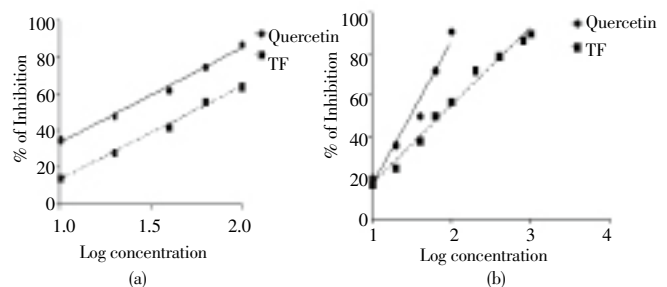 100
80
60
40
20
0
% of Inhibition
1.0 1.5 2.0
Log concentration
Quercetin
TF
(a)
100
80
60
40
20
0
% of Inhibition
1 2 3 4
Log concentration
Quercetin
TF
(b)